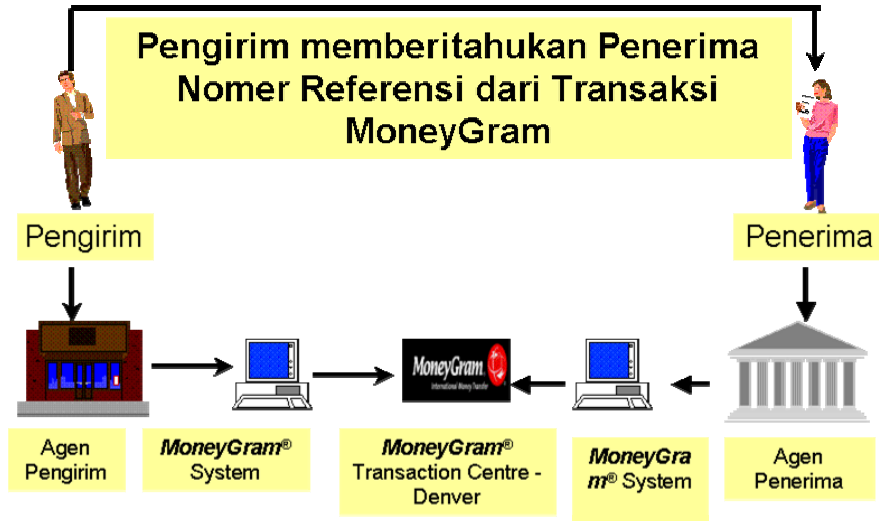 Pengirim memberitahukan Penerima
Nomer Referensi dari Transaksi
MoneyGram
Pengirim
Penerima
MoneyGram
International Money Transfer
Agen
Pengirim
MoneyGram®
System
MoneyGram®
Transaction Centre -
Denver
MoneyGra
m® System
Agen
Penerima